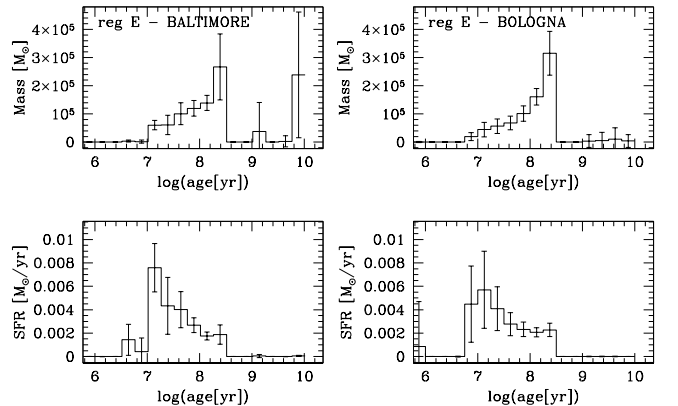 reg E – BALTIMORE
4×10⁵
3×10⁵
2×10⁵
10⁵
0
Mass [M⊙]
6 7 8 9 10
log(age[yr])
reg E – BOLOGNA
4×10⁵
3×10⁵
2×10⁵
10⁵
0
Mass [M⊙]
6 7 8 9 10
log(age[yr])
0.01
0.008
0.006
0.004
0.002
0
SFR [M⊙/yr]
6 7 8 9 10
log(age[yr])
0.01
0.008
0.006
0.004
0.002
0
SFR [M⊙/yr]
6 7 8 9 10
log(age[yr])